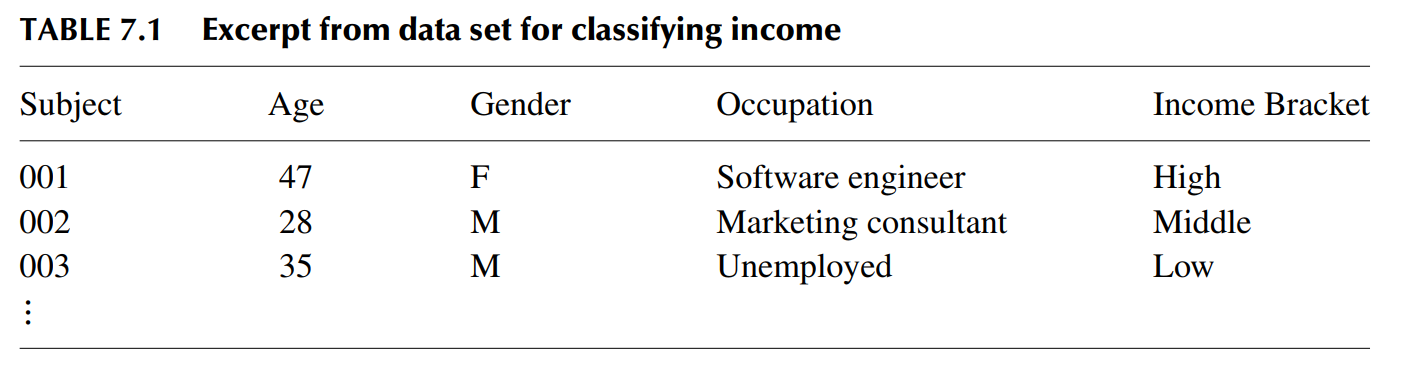 TABLE 7.1 Excerpt from data set for classifying income
Subject Age Gender Occupation Income Bracket
001 47 F Software engineer High
002 28 M Marketing consultant Middle
003 35 M Unemployed Low
⋮